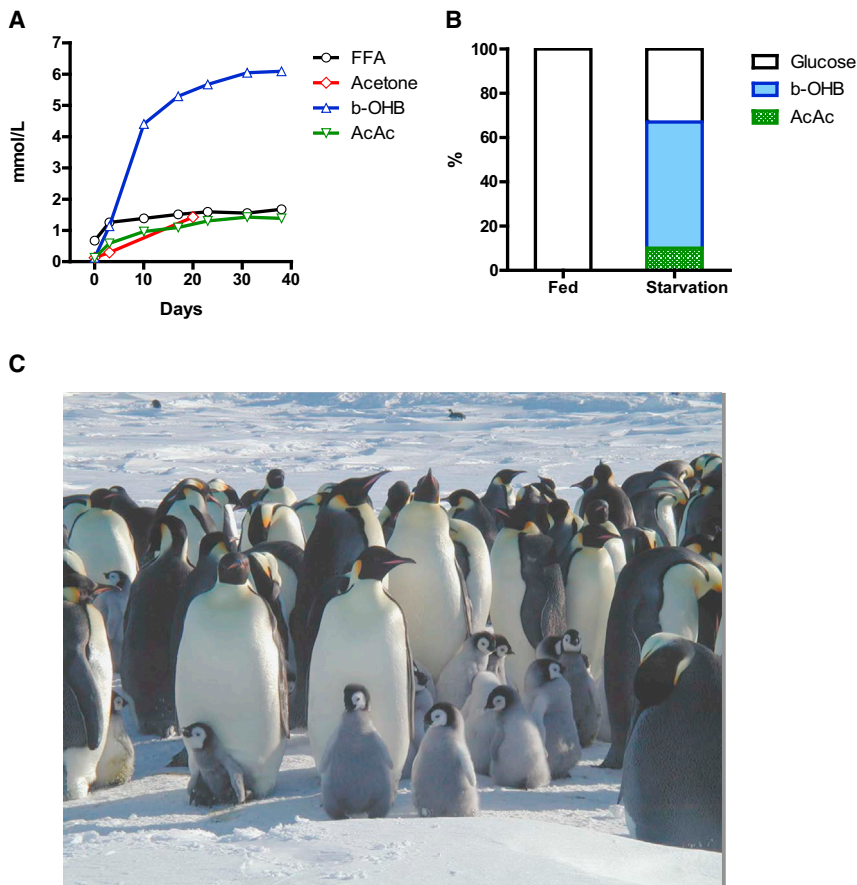 A
7
6
5
4
3
2
1
0
mmol/L
0 10 20 30 40
Days
FFA
Acetone
b-OHB
AcAc
B
100
80
60
40
20
0
%
Fed Starvation
Glucose
b-OHB
AcAc
C